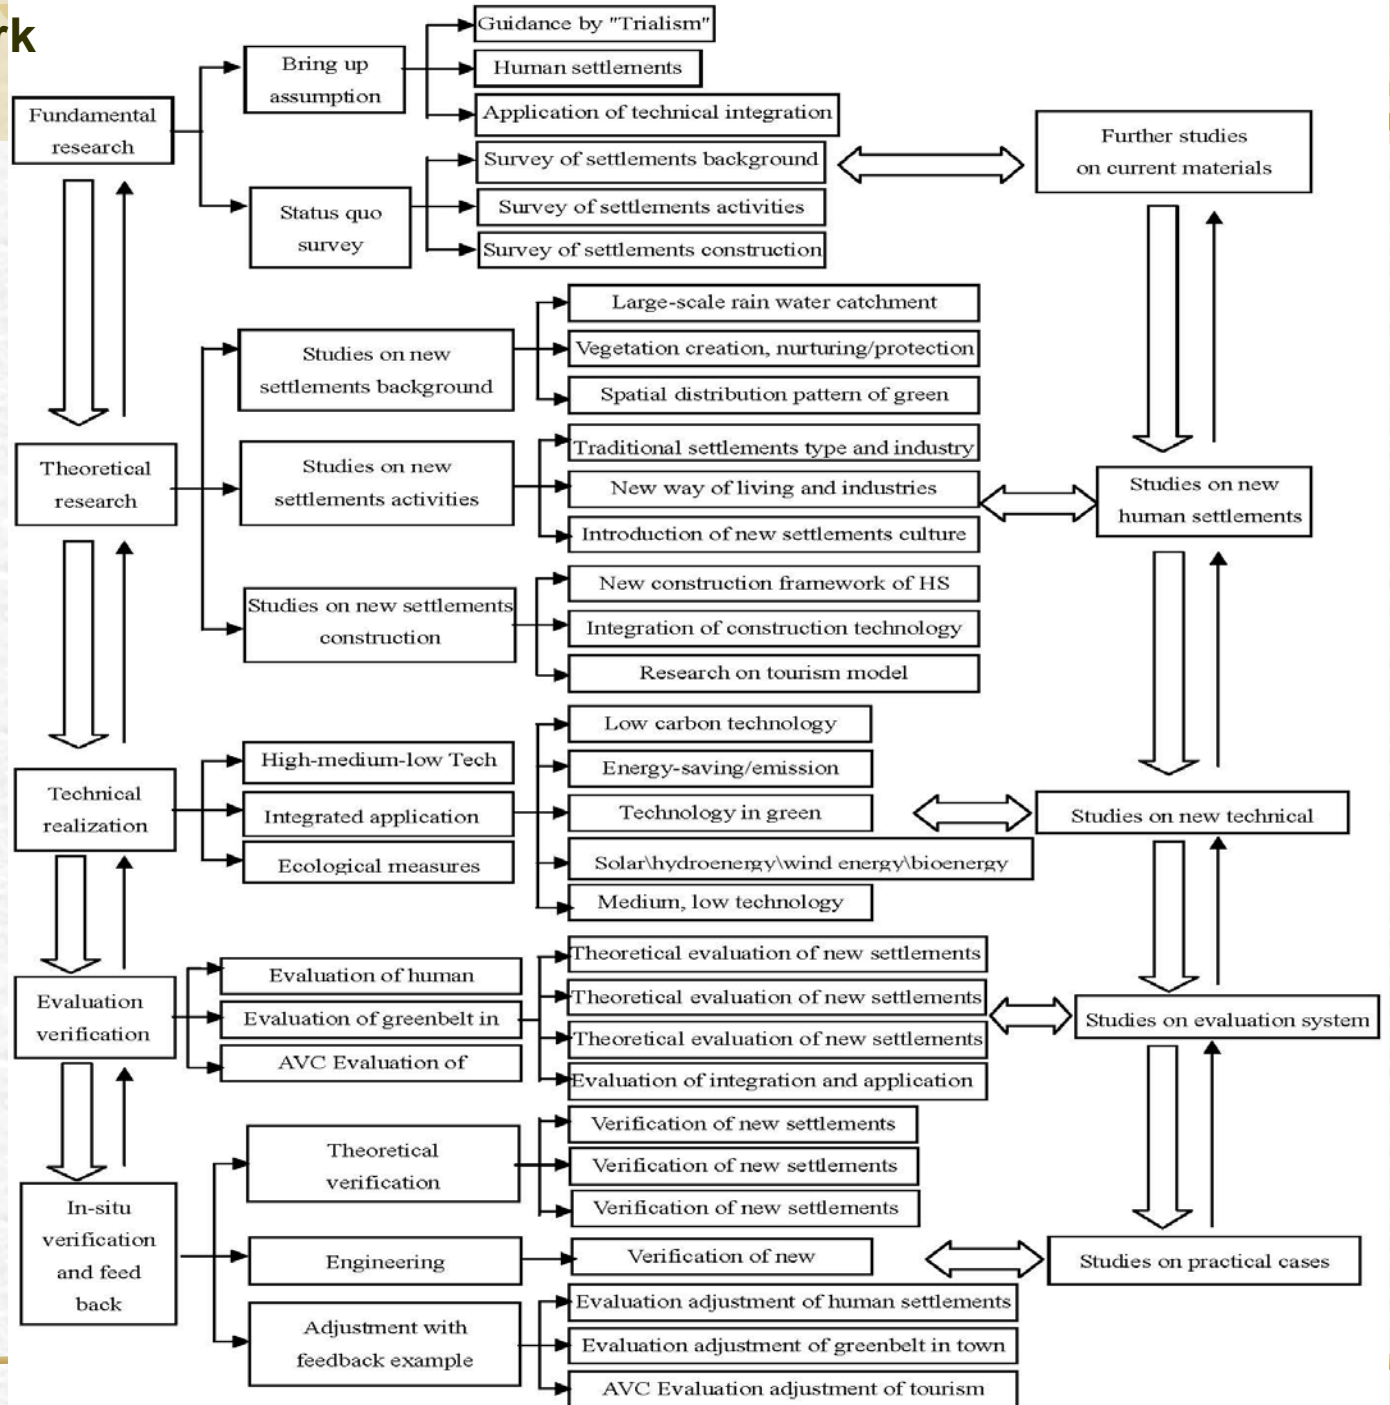 rk
Fundamental
research
Bring up
assumption
Guidance by "Trialism"
Human settlements
Application of technical integration
Status quo
survey
Survey of settlements background
Survey of settlements activities
Survey of settlements construction
Further studies
on current materials
Theoretical
research
Studies on new
settlements background
Large-scale rain water catchment
Vegetation creation, nurturing/protection
Spatial distribution pattern of green
Studies on new
settlements activities
Traditional settlements type and industry
New way of living and industries
Introduction of new settlements culture
Studies on new settlements
construction
New construction framework of HS
Integration of construction technology
Research on tourism model
Studies on new
human settlements
Technical
realization
High-medium-low Tech
Integrated application
Ecological measures
Low carbon technology
Energy-saving/emission
Technology in green
Solar\hydroenergy\wind energy\bioenergy
Medium, low technology
Studies on new technical
Evaluation
verification
Evaluation of human
Evaluation of greenbelt in
AVC Evaluation of
Theoretical evaluation of new settlements
Theoretical evaluation of new settlements
Theoretical evaluation of new settlements
Evaluation of integration and application
Studies on evaluation system
In-situ
verification
and feed
back
Theoretical
verification
Verification of new settlements
Verification of new settlements
Verification of new settlements
Engineering
Verification of new
Adjustment with
feedback example
Evaluation adjustment of human settlements
Evaluation adjustment of greenbelt in town
AVC Evaluation adjustment of tourism
Studies on practical cases